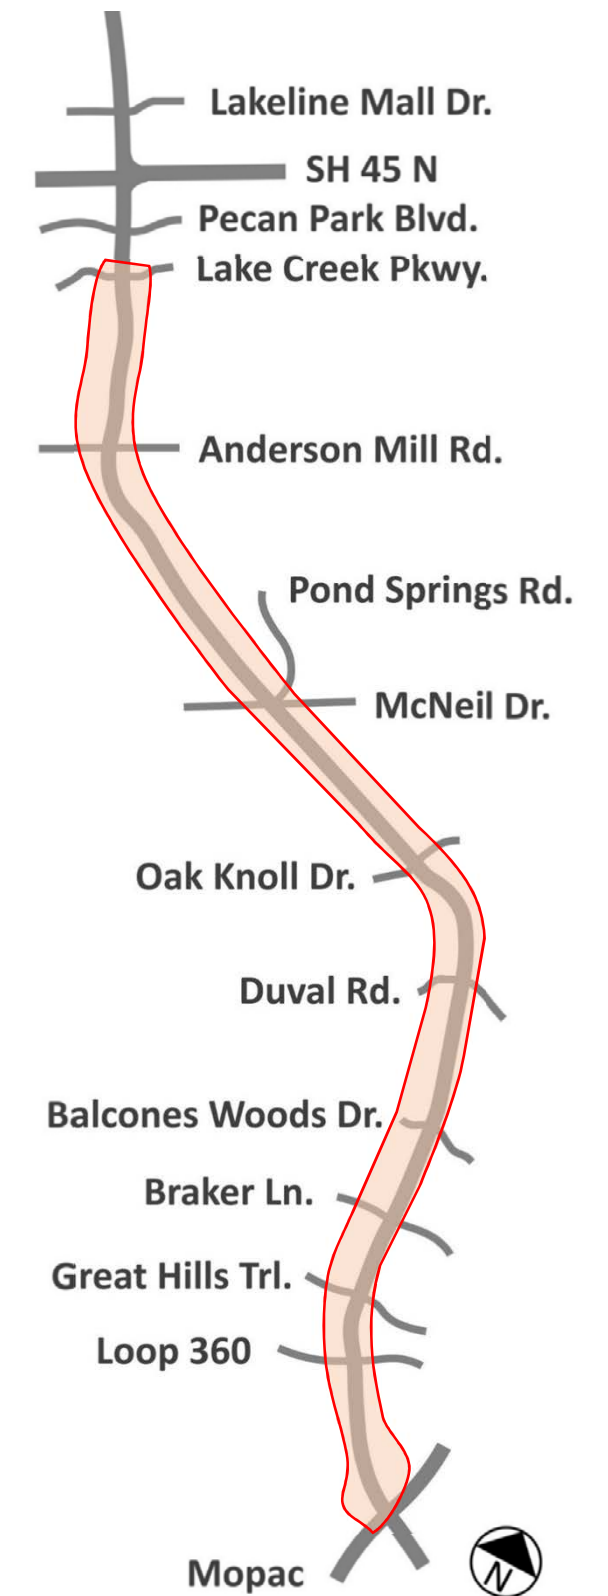 Lakeline Mall Dr.
SH 45 N
Pecan Park Blvd.
Lake Creek Pkwy.
Anderson Mill Rd.
Pond Springs Rd.
McNeil Dr.
Oak Knoll Dr.
Duval Rd.
Balcones Woods Dr.
Braker Ln.
Great Hills Trl.
Loop 360
Mopac
N